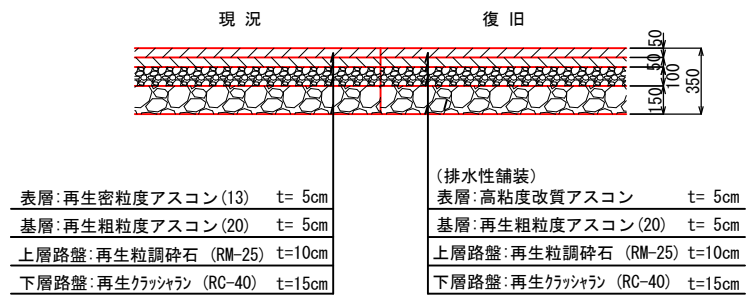 現 況
復 旧
50
50
100
150
350
表層:再生密粒度アスコン(13) t= 5cm
基層:再生粗粒度アスコン(20) t= 5cm
上層路盤:再生粒調砕石 (RM-25) t=10cm
下層路盤:再生クラッシャラン (RC-40) t=15cm
(排水性舗装)
表層:高粘度改質アスコン t= 5cm
基層:再生粗粒度アスコン(20) t= 5cm
上層路盤:再生粒調砕石 (RM-25) t=10cm
下層路盤:再生クラッシャラン (RC-40) t=15cm